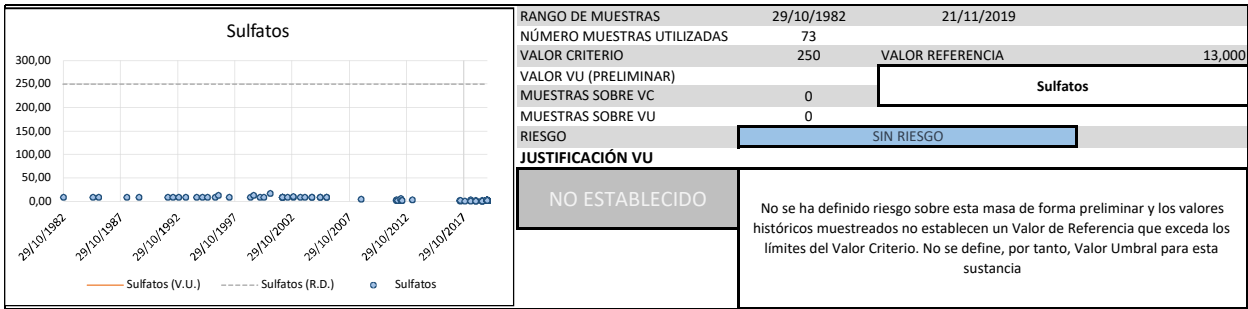 Sulfatos
300,00
250,00
200,00
150,00
100,00
50,00
0,00
29/10/1982
29/10/1987
29/10/1992
29/10/1997
29/10/2002
29/10/2007
29/10/2012
29/10/2017
Sulfatos (V.U.) Sulfatos (R.D.) Sulfatos
RANGO DE MUESTRAS 29/10/1982 21/11/2019
NÚMERO MUESTRAS UTILIZADAS 73
VALOR CRITERIO 250 VALOR REFERENCIA 13,000
VALOR VU (PRELIMINAR)
Sulfatos
MUESTRAS SOBRE VC 0
MUESTRAS SOBRE VU 0
RIESGO SIN RIESGO
JUSTIFICACIÓN VU
NO ESTABLECIDO
No se ha definido riesgo sobre esta masa de forma preliminar y los valores
históricos muestreados no establecen un Valor de Referencia que exceda los
límites del Valor Criterio. No se define, por tanto, Valor Umbral para esta
sustancia